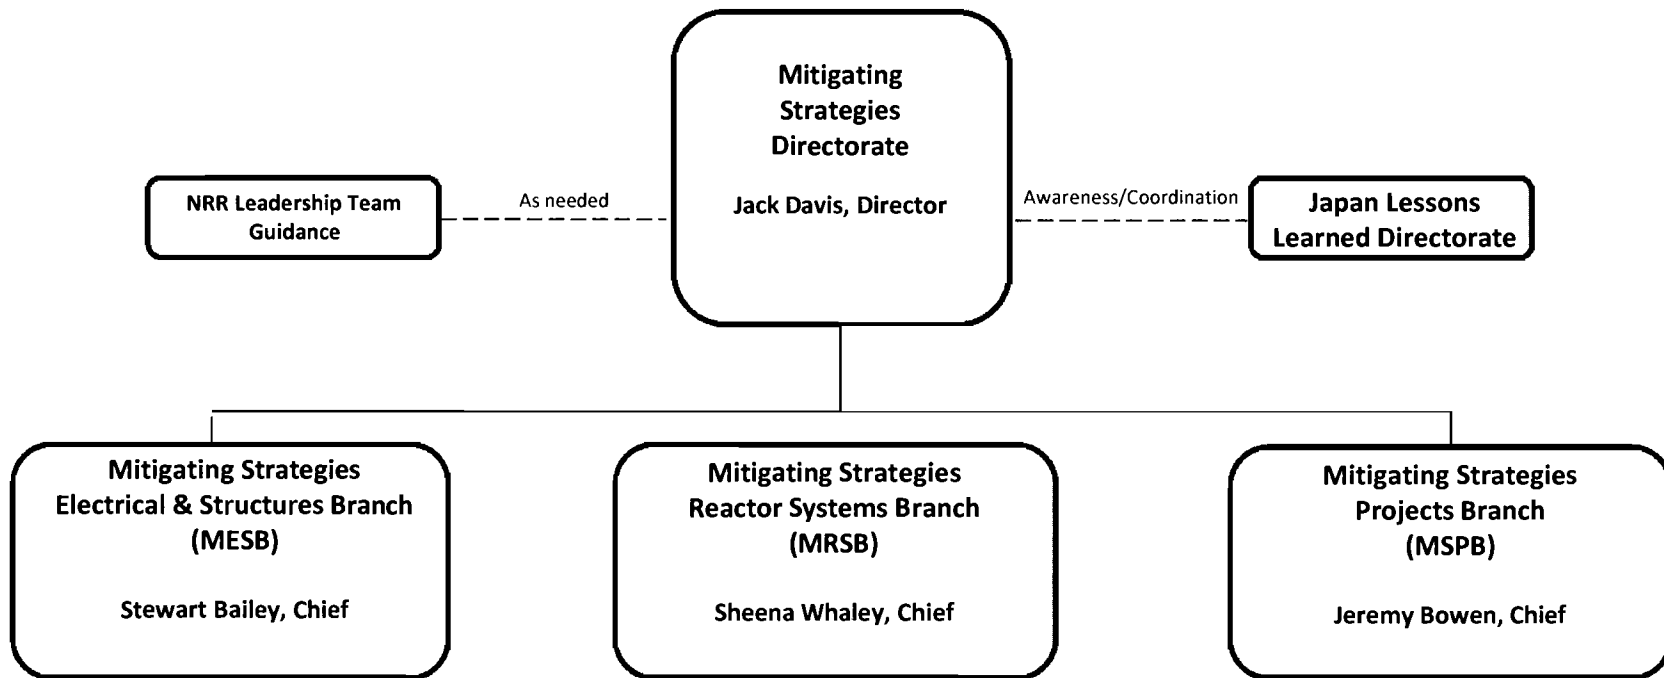 Mitigating
Strategies
Directorate
Jack Davis, Director
NRR Leadership Team
Guidance
As needed
Awareness/Coordination
Japan Lessons
Learned Directorate
Mitigating Strategies
Electrical & Structures Branch
(MESB)
Stewart Bailey, Chief
Mitigating Strategies
Reactor Systems Branch
(MRSB)
Sheena Whaley, Chief
Mitigating Strategies
Projects Branch
(MSPB)
Jeremy Bowen, Chief